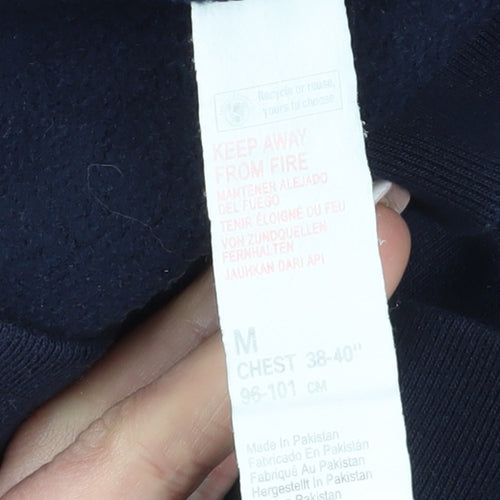 Recycle or reuse,
yours to choose
KEEP AWAY
FROM FIRE
MANTENER ALEJADO
DEL FUEGO
TENIR ÉLOIGNÉ DU FEU
VON ZUNDQUELLEN
FERNHALTEN
JAUHKAN DARI API
M
CHEST 38-40"
96-101 CM
Made In Pakistan
Fabricado En Pakistan
Fabriqué Au Pakistan
Hergestellt In Pakistan